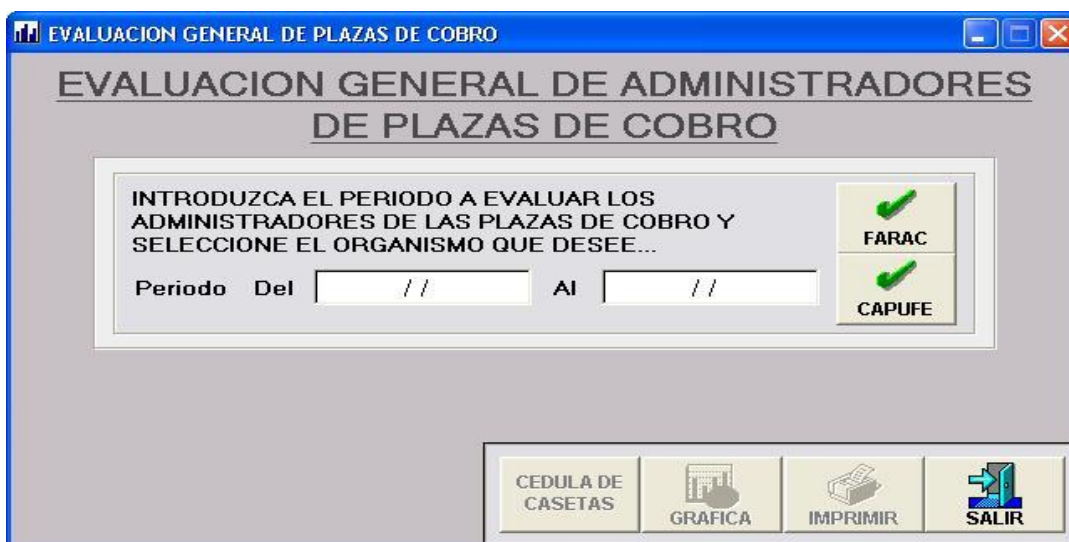 EVALUACION GENERAL DE PLAZAS DE COBRO
EVALUACION GENERAL DE ADMINISTRADORES
DE PLAZAS DE COBRO
INTRODUZCA EL PERIODO A EVALUAR LOS
ADMINISTRADORES DE LAS PLAZAS DE COBRO Y
SELECCIONE EL ORGANISMO QUE DESEE...
FARAC
Periodo Del / / Al / /
CAPUFE
CEDULA DE
CASETAS
GRAFICA
IMPRIMIR
SALIR